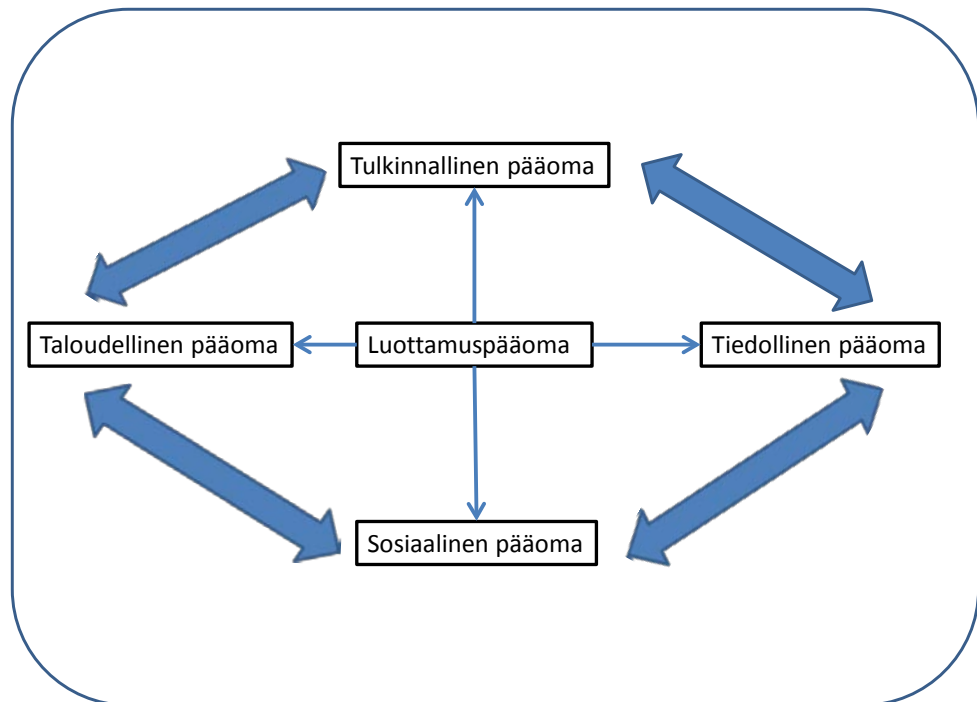 Tulkinnallinen pääoma
Taloudellinen pääoma
Luottamuspääoma
Tiedollinen pääoma
Sosiaalinen pääoma